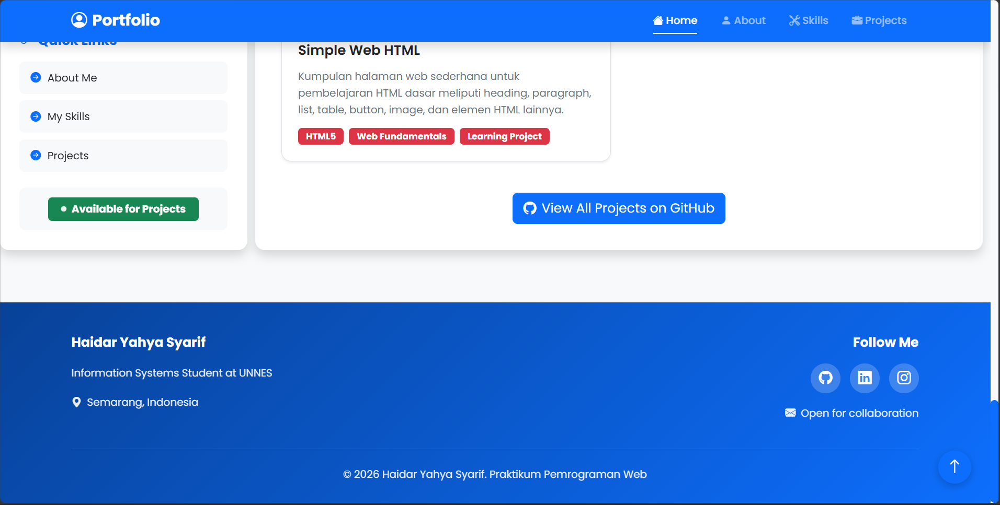 Portfolio
Home
About
Skills
Projects
Quick Links
About Me
My Skills
Projects
Available for Projects
Simple Web HTML
Kumpulan halaman web sederhana untuk
pembelajaran HTML dasar meliputi heading, paragraph,
list, table, button, image, dan elemen HTML lainnya.
HTML5
Web Fundamentals
Learning Project
View All Projects on GitHub
Haidar Yahya Syarif
Information Systems Student at UNNES
Semarang, Indonesia
Follow Me
Open for collaboration
© 2026 Haidar Yahya Syarif. Praktikum Pemrograman Web